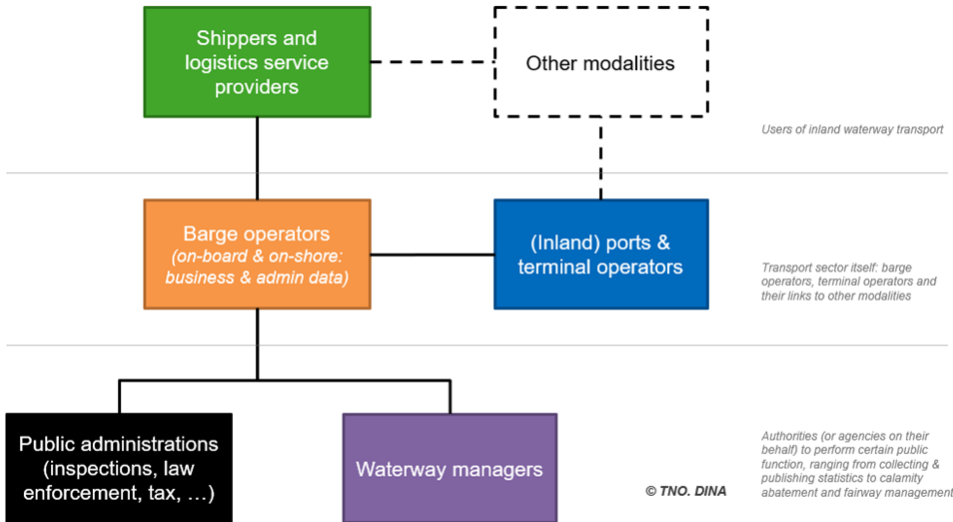 Shippers and
logistics service
providers
Other modalities
Users of inland waterway transport
Barge operators
(on-board & on-shore:
business & admin data)
(Inland) ports &
terminal operators
Transport sector itself: barge
operators, terminal operators and
their links to other modalities
Public administrations
(inspections, law
enforcement, tax, …)
Waterway managers
© TNO. DINA
Authorities (or agencies on their
behalf) to perform certain public
function, ranging from collecting &
publishing statistics to calamity
abatement and fairway management